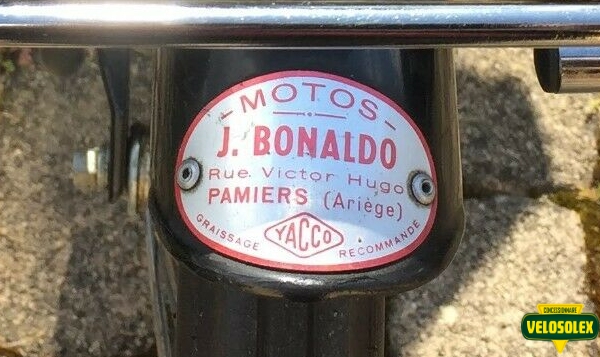 - MOTOS -
J. BONALDO
Rue Victor Hugo
PAMIERS (Ariège)
GRAISSAGE YACCO RECOMMANDÉ
CONCESSIONNAIRE
VELOSOLEX